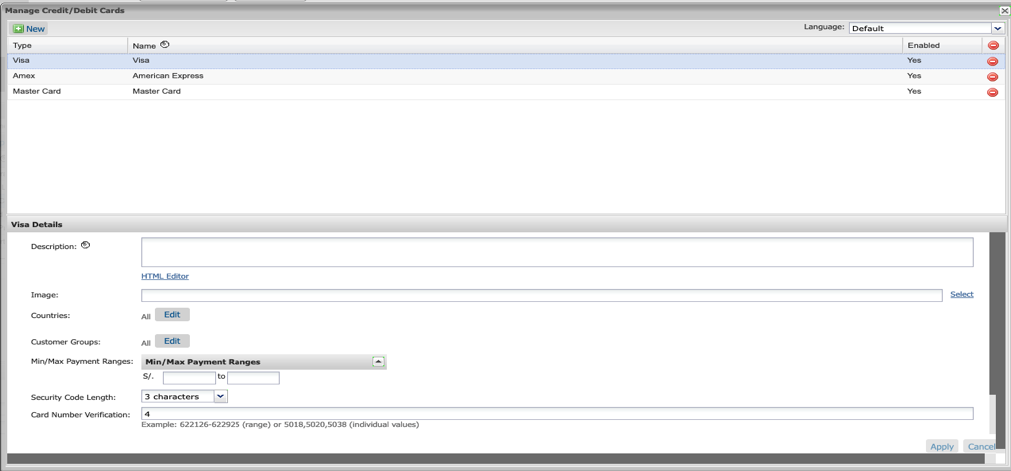 Manage Credit/Debit Cards
New
Language: Default
Type Name Enabled
Visa Visa Yes
Amex American Express Yes
Master Card Master Card Yes
Visa Details
Description:
HTML Editor
Image: Select
Countries: All Edit
Customer Groups: All Edit
Min/Max Payment Ranges: Min/Max Payment Ranges
S/. to
Security Code Length: 3 characters
Card Number Verification: 4
Example: 622126-622925 (range) or 5018,5020,5038 (individual values)
Apply Cancel